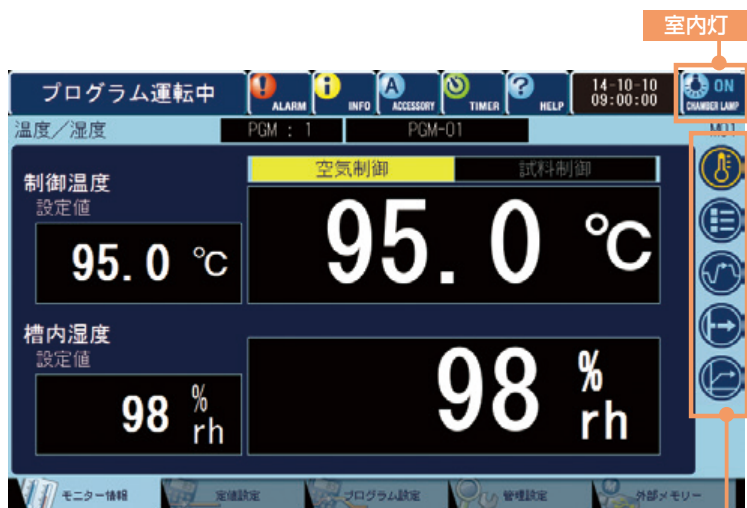 室内灯
プログラム運転中 ALARM INFO ACCESSORY TIMER HELP 14-10-10 09:00:00 ON CHAMBER LAMP
温度/湿度 PGM : 1 PGM-01 M01
空気制御 試料制御
制御温度
設定値
95.0 ℃
95.0 ℃
槽内湿度
設定値
98 %rh
98 %rh
モニター情報 定値設定 プログラム設定 管理設定 外部メモリー